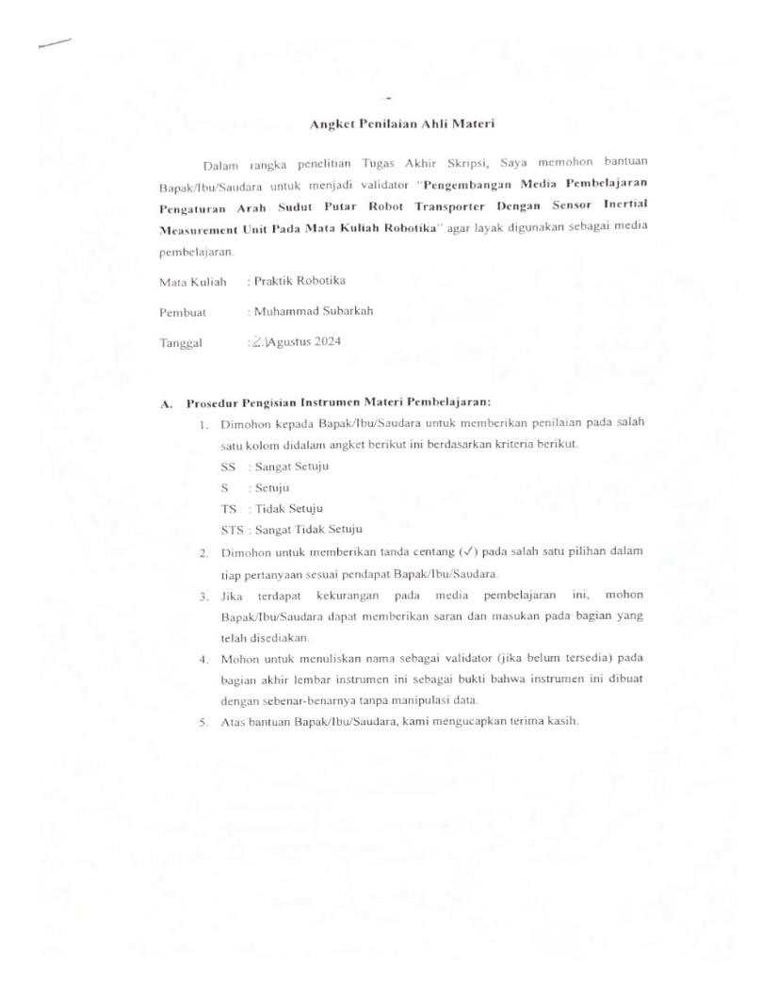 Angket Penilaian Ahli Materi
Dalam rangka penelitian Tugas Akhir Skripsi, Saya memohon bantuan
Bapak/Ibu/Saudara untuk menjadi validator "Pengembangan Media Pembelajaran
Pengaturan Arah Sudut Putar Robot Transporter Dengan Sensor Inertial
Measurement Unit Pada Mata Kuliah Robotika" agar layak digunakan sebagai media
pembelajaran.
Mata Kuliah : Praktik Robotika
Pembuat : Muhammad Subarkah
Tanggal : 21 Agustus 2024
A. Prosedur Pengisian Instrumen Materi Pembelajaran:
1. Dimohon kepada Bapak/Ibu/Saudara untuk memberikan penilaian pada salah
satu kolom didalam angket berikut ini berdasarkan kriteria berikut.
SS : Sangat Setuju
S : Setuju
TS : Tidak Setuju
STS : Sangat Tidak Setuju
2. Dimohon untuk memberikan tanda centang (✓) pada salah satu pilihan dalam
tiap pertanyaan sesuai pendapat Bapak/Ibu/Saudara.
3. Jika terdapat kekurangan pada media pembelajaran ini, mohon
Bapak/Ibu/Saudara dapat memberikan saran dan masukan pada bagian yang
telah disediakan.
4. Mohon untuk menuliskan nama sebagai validator (jika belum tersedia) pada
bagian akhir lembar instrumen ini sebagai bukti bahwa instrumen ini dibuat
dengan sebenar-benarnya tanpa manipulasi data.
5. Atas bantuan Bapak/Ibu/Saudara, kami mengucapkan terima kasih.